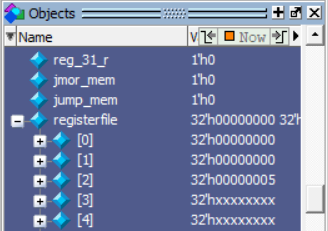 Objects
Name V. Now
reg_31_r 1'h0
jmor_mem 1'h0
jump_mem 1'h0
registerfile 32'h00000000 32'h
[0] 32'h00000000
[1] 32'h00000000
[2] 32'h00000005
[3] 32'hxxxxxxxx
[4] 32'hxxxxxxxx